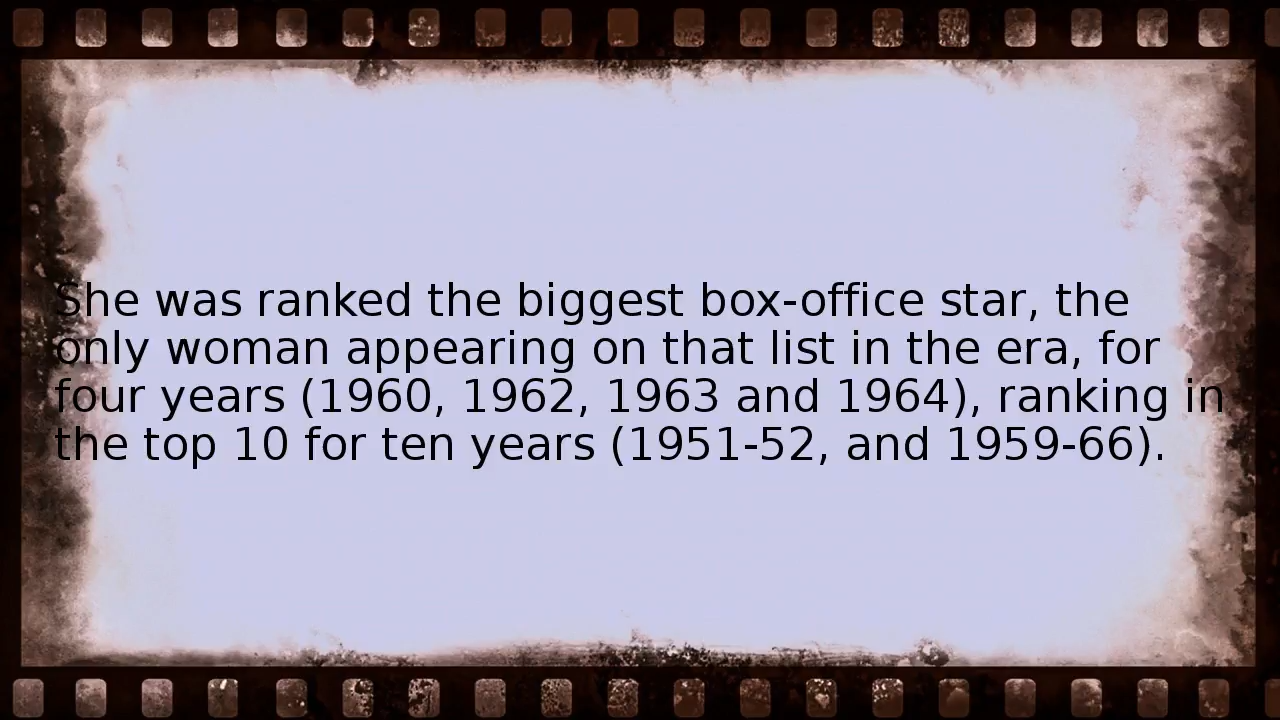 She was ranked the biggest box-office star, the
only woman appearing on that list in the era, for
four years (1960, 1962, 1963 and 1964), ranking in
the top 10 for ten years (1951-52, and 1959-66).